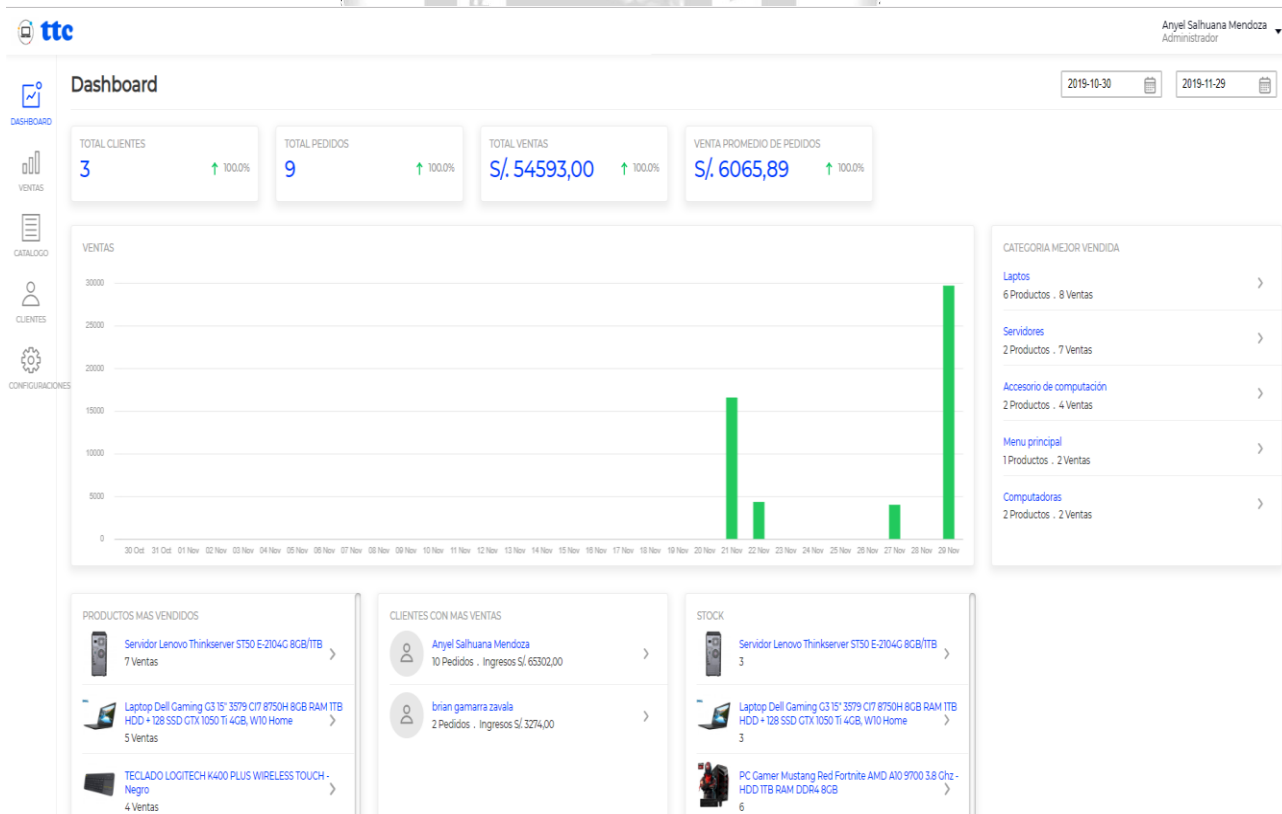 ttc
Anyel Salhuana Mendoza
Administrador
DASHBOARD
VENTAS
CATALOGO
CLIENTES
CONFIGURACIONES
Dashboard
2019-10-30
2019-11-29
TOTAL CLIENTES
3
100.0%
TOTAL PEDIDOS
9
100.0%
TOTAL VENTAS
S/. 54593,00
100.0%
VENTA PROMEDIO DE PEDIDOS
S/. 6065,89
100.0%
VENTAS
30000
25000
20000
15000
10000
5000
0
30 Oct 31 Oct 01 Nov 02 Nov 03 Nov 04 Nov 05 Nov 06 Nov 07 Nov 08 Nov 09 Nov 10 Nov 11 Nov 12 Nov 13 Nov 14 Nov 15 Nov 16 Nov 17 Nov 18 Nov 19 Nov 20 Nov 21 Nov 22 Nov 23 Nov 24 Nov 25 Nov 26 Nov 27 Nov 28 Nov 29 Nov
CATEGORIA MEJOR VENDIDA
Laptos
6 Productos . 8 Ventas
Servidores
2 Productos . 7 Ventas
Accesorio de computación
2 Productos . 4 Ventas
Menu principal
1 Productos . 2 Ventas
Computadoras
2 Productos . 2 Ventas
PRODUCTOS MAS VENDIDOS
Servidor Lenovo Thinkserver ST50 E-2104G 8GB/1TB
7 Ventas
Laptop Dell Gaming G3 15" 3579 CI7 8750H 8GB RAM 1TB
HDD + 128 SSD GTX 1050 Ti 4GB, W10 Home
5 Ventas
TECLADO LOGITECH K400 PLUS WIRELESS TOUCH -
Negro
4 Ventas
CLIENTES CON MAS VENTAS
Anyel Salhuana Mendoza
10 Pedidos . Ingresos S/. 65302,00
brian gamarra zavala
2 Pedidos . Ingresos S/. 3274,00
STOCK
Servidor Lenovo Thinkserver ST50 E-2104G 8GB/1TB
3
Laptop Dell Gaming G3 15" 3579 CI7 8750H 8GB RAM 1TB
HDD + 128 SSD GTX 1050 Ti 4GB, W10 Home
3
PC Gamer Mustang Red Fortnite AMD A10 9700 3.8 Ghz -
HDD 1TB RAM DDR4 8GB
6